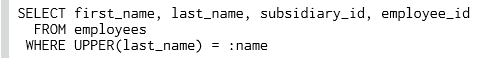 SELECT first_name, last_name, subsidiary_id, employee_id
  FROM employees
 WHERE UPPER(last_name) = :name